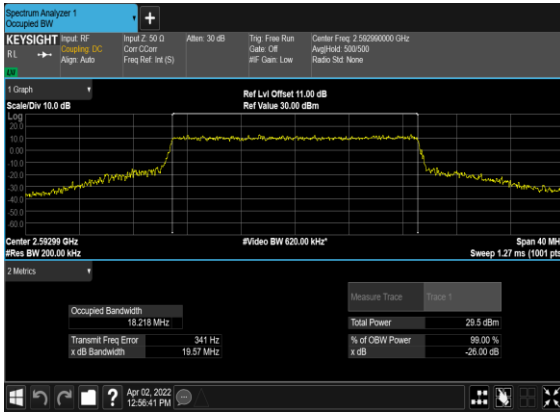 Spectrum Analyzer 1
Occupied BW
KEYSIGHT Input: RF Input Z: 50 Ω Atten: 30 dB Trig: Free Run Center Freq: 2.592990000 GHz
RL Coupling: DC Corr CCorr Gate: Off Avg|Hold: 500/500
Align: Auto Freq Ref: Int (S) #IF Gain: Low Radio Std: None
LNI
1 Graph
Ref Lvl Offset 11.00 dB
Scale/Div 10.0 dB Ref Value 30.00 dBm
Log
20.0
10.0
0.00
-10.0
-20.0
-30.0
-40.0
-50.0
-60.0
Center 2.59299 GHz #Video BW 620.00 kHz* Span 40 MH
#Res BW 200.00 kHz Sweep 1.27 ms (1001 pts
2 Metrics
Measure Trace Trace 1
Occupied Bandwidth
18.218 MHz Total Power 29.5 dBm
Transmit Freq Error 341 Hz % of OBW Power 99.00 %
x dB Bandwidth 19.57 MHz x dB -26.00 dB
? Apr 02, 2022
12:56:41 PM